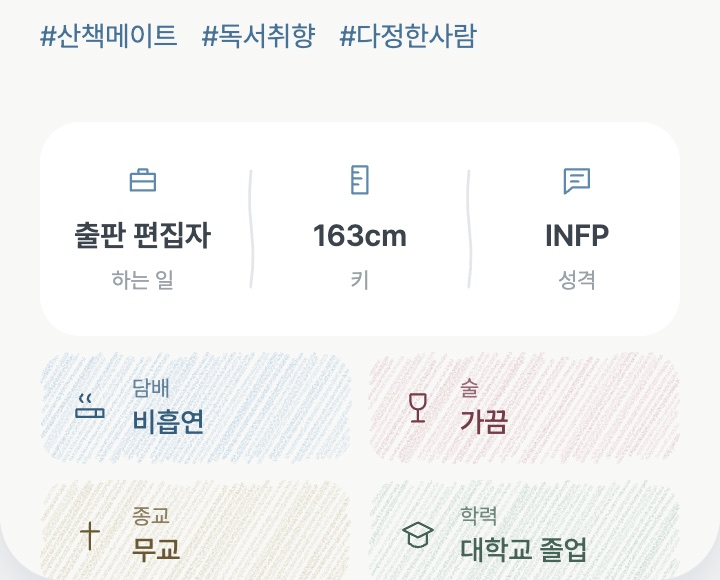 #산책메이트 #독서취향 #다정한사람
출판 편집자 163cm INFP
하는 일 키 성격
담배 술
비흡연 가끔
종교 학력
무교 대학교 졸업